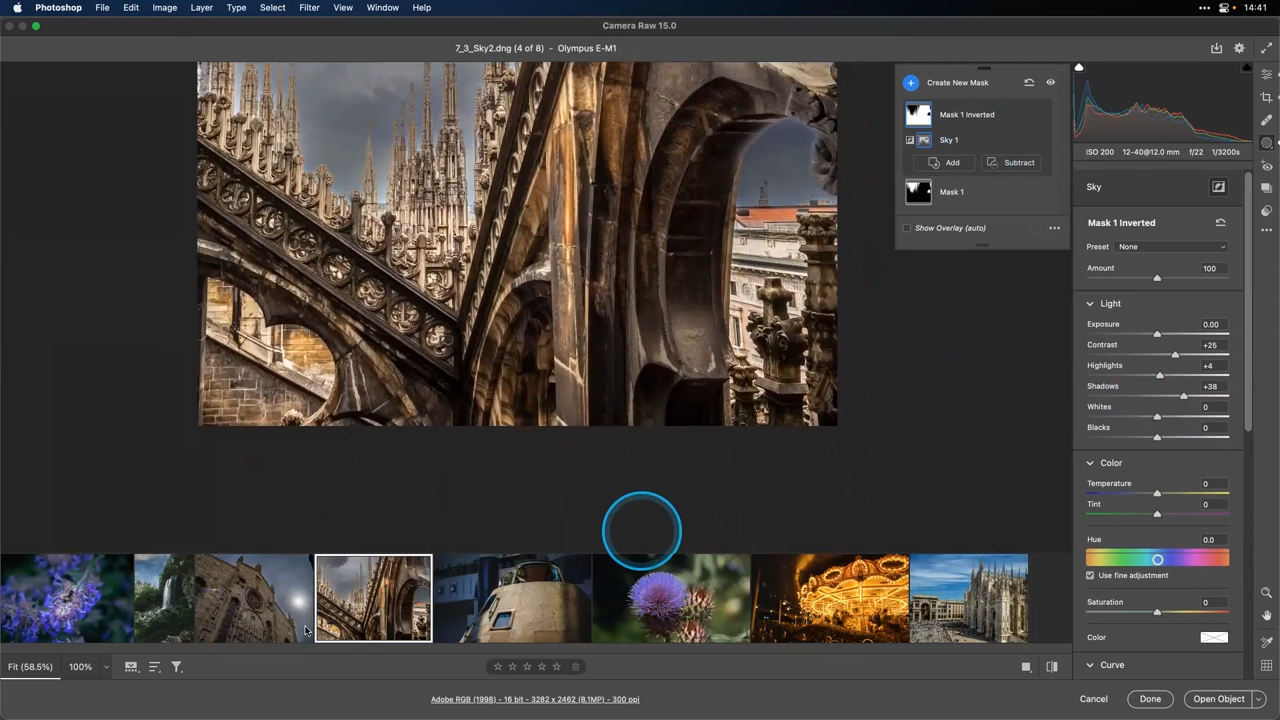 Photoshop File Edit Image Layer Type Select Filter View Window Help 14:41
Camera Raw 15.0
7_3_Sky2.dng (4 of 8) - Olympus E-M1
Create New Mask
Mask 1 Inverted
Sky 1
Add Subtract
Mask 1
Show Overlay (auto)
ISO 200 12-40@12.0 mm f/22 1/3200s
Sky
Mask 1 Inverted
Preset None
Amount 100
Light
Exposure 0.00
Contrast +25
Highlights +4
Shadows +38
Whites 0
Blacks 0
Color
Temperature 0
Tint 0
Hue 0.0
Use fine adjustment
Saturation 0
Color
Curve
Fit (58.5%) 100%
Adobe RGB (1998) - 16 bit - 3282 x 2462 (8.1MP) - 300 ppi
Cancel Done Open Object